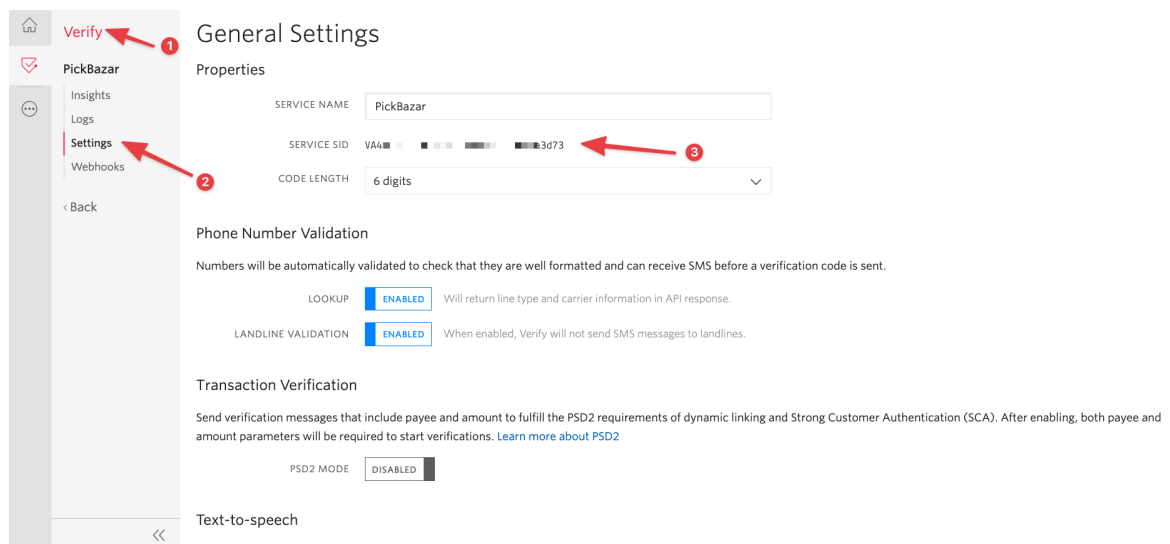 Verify
1
PickBazar
Insights
Logs
Settings
Webhooks
2
‹ Back
General Settings
Properties
SERVICE NAME PickBazar
SERVICE SID VA4 3d73
3
CODE LENGTH 6 digits
Phone Number Validation
Numbers will be automatically validated to check that they are well formatted and can receive SMS before a verification code is sent.
LOOKUP ENABLED Will return line type and carrier information in API response.
LANDLINE VALIDATION ENABLED When enabled, Verify will not send SMS messages to landlines.
Transaction Verification
Send verification messages that include payee and amount to fulfill the PSD2 requirements of dynamic linking and Strong Customer Authentication (SCA). After enabling, both payee and
amount parameters will be required to start verifications. Learn more about PSD2
PSD2 MODE DISABLED
Text-to-speech